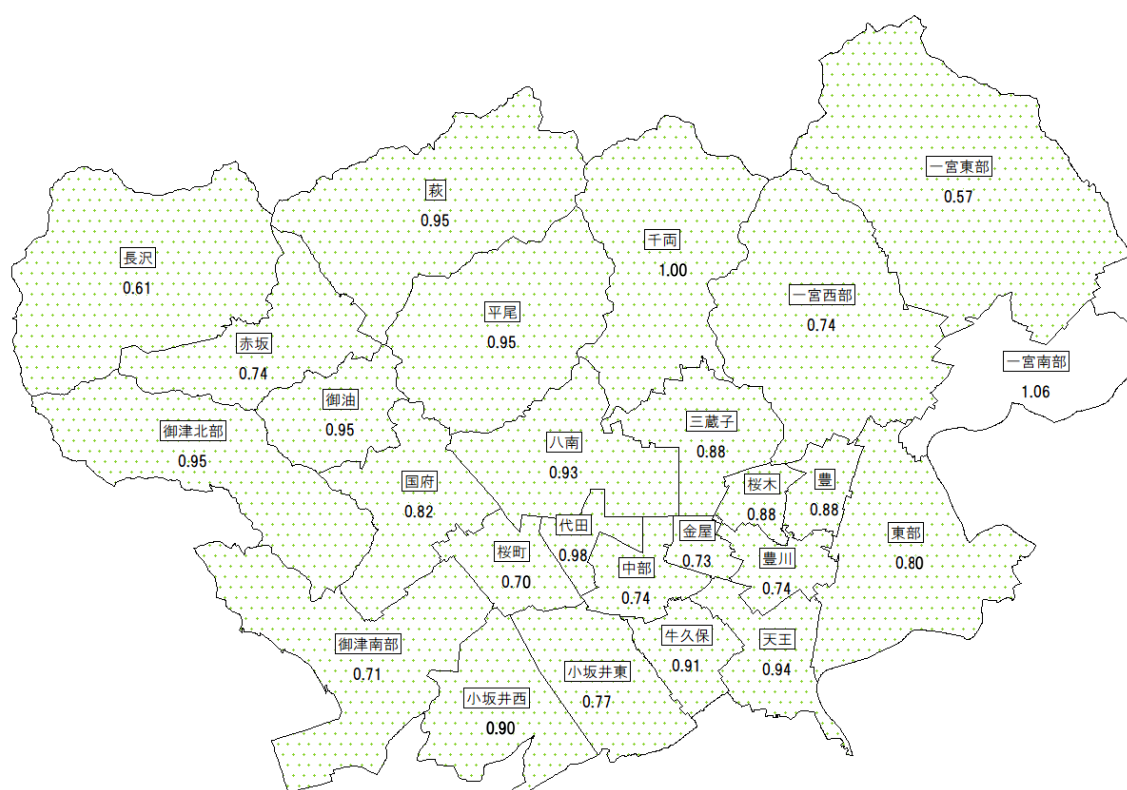 一宮東部
0.57
萩
0.95
千両
1.00
長沢
0.61
一宮西部
0.74
平尾
0.95
赤坂
0.74
一宮南部
1.06
御油
0.95
御津北部
0.95
三蔵子
0.88
八南
0.93
国府
0.82
桜木
0.88
豊
0.88
代田
0.98
金屋
0.73
東部
0.80
桜町
0.70
中部
0.74
豊川
0.74
御津南部
0.71
牛久保
0.91
天王
0.94
小坂井東
0.77
小坂井西
0.90